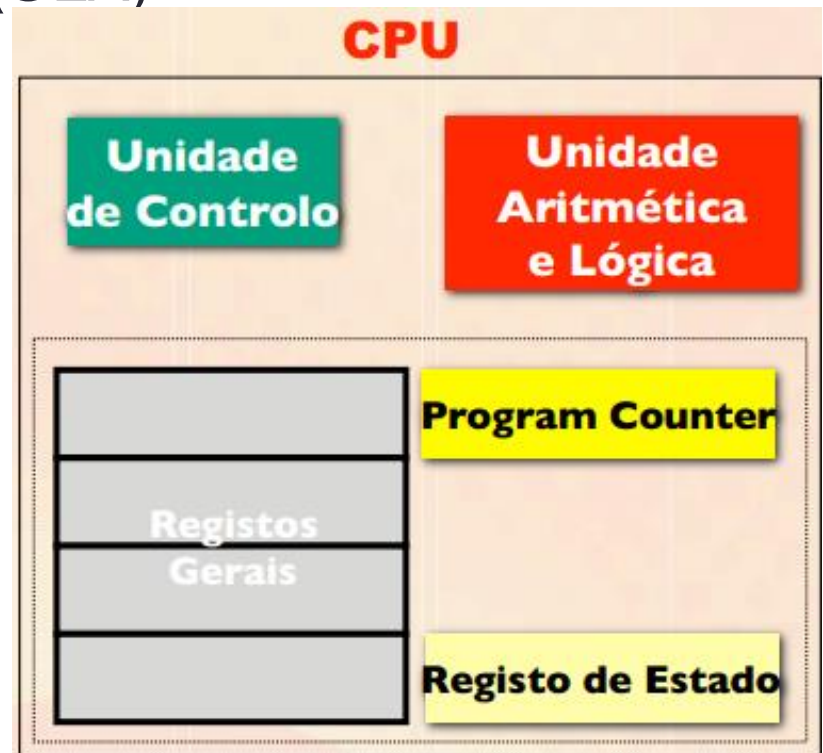 CPU
Unidade
de Controlo
Unidade
Aritmética
e Lógica
Registos
Gerais
Program Counter
Registo de Estado